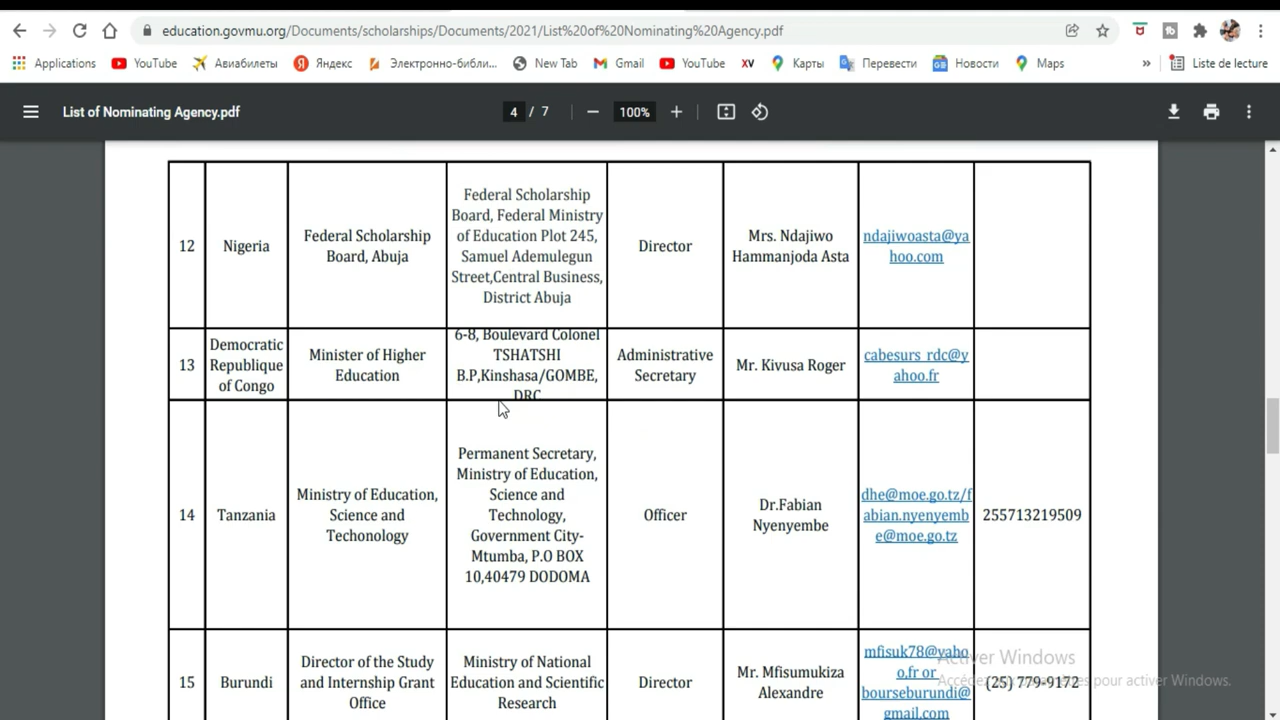 education.govmu.org/Documents/scholarships/Documents/2021/List%20of%20Nominating%20Agency.pdf
Applications
YouTube
Авиабилеты
Яндекс
Электронно-библи...
New Tab
Gmail
YouTube
XV
Карты
Перевести
Новости
Maps
»
Liste de lecture
List of Nominating Agency.pdf
4 / 7
100%
12
Nigeria
Federal Scholarship
Board, Abuja
Federal Scholarship
Board, Federal Ministry
of Education Plot 245,
Samuel Ademulegun
Street,Central Business,
District Abuja
Director
Mrs. Ndajiwo
Hammanjoda Asta
ndajiwoasta@ya
hoo.com
13
Democratic
Republique
of Congo
Minister of Higher
Education
6-8, Boulevard Colonel
TSHATSHI
B.P,Kinshasa/GOMBE,
DRC
Administrative
Secretary
Mr. Kivusa Roger
cabesurs_rdc@y
ahoo.fr
14
Tanzania
Ministry of Education,
Science and
Techonology
Permanent Secretary,
Ministry of Education,
Science and
Technology,
Government City-
Mtumba, P.O BOX
10,40479 DODOMA
Officer
Dr.Fabian
Nyenyembe
dhe@moe.go.tz/f
abian.nyenyemb
e@moe.go.tz
255713219509
15
Burundi
Director of the Study
and Internship Grant
Office
Ministry of National
Education and Scientific
Research
Director
Mr. Mfisumukiza
Alexandre
mfisuk78@yaho
o,fr or
bourseburundi@
gmail.com
(25) 779-9172
Activer Windows
Accédez aux paramètres pour activer Windows.